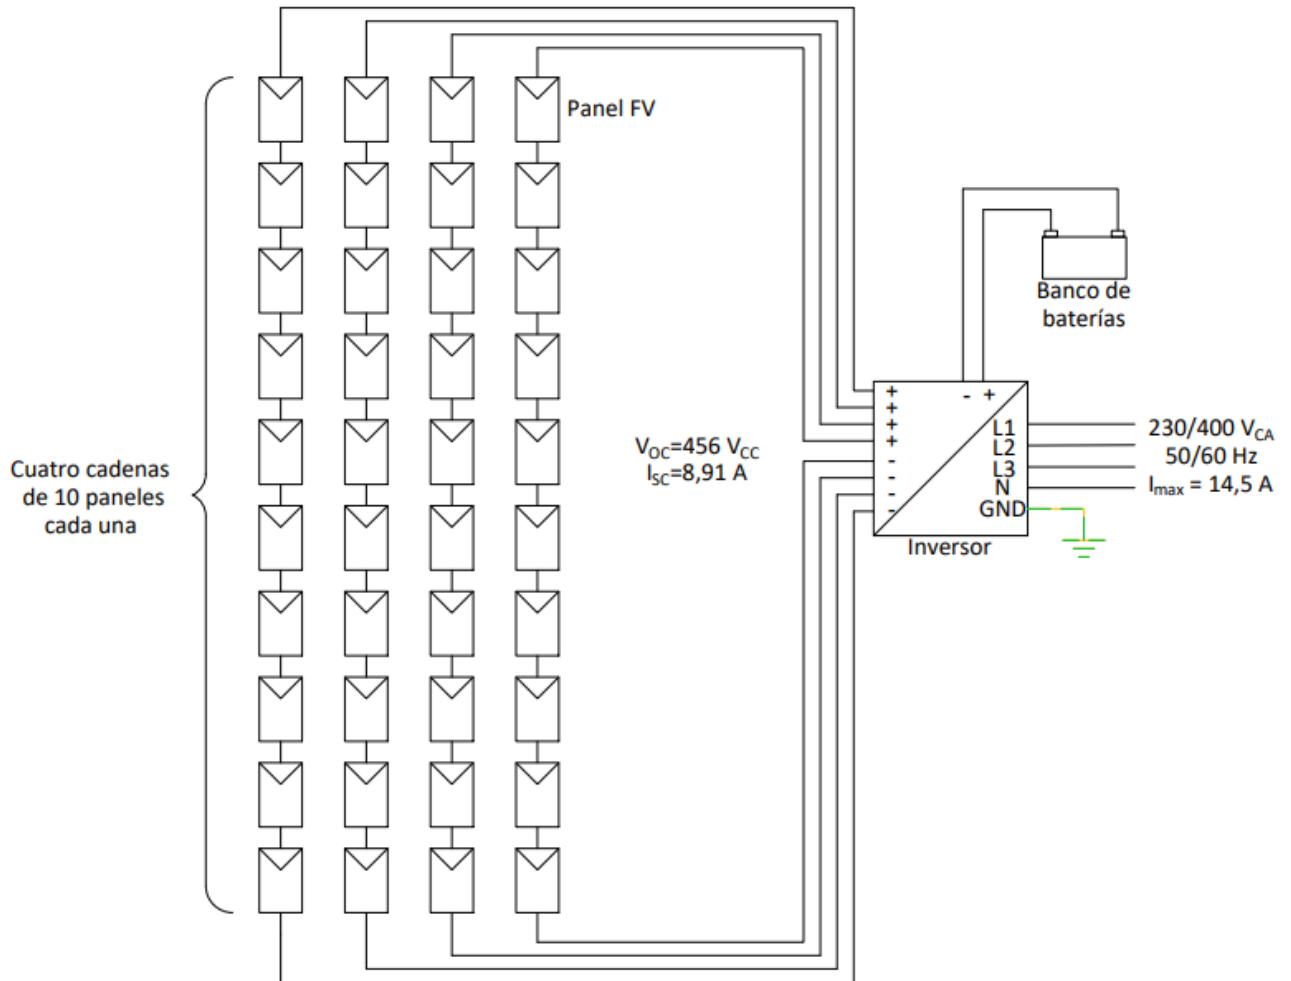 Panel FV
Cuatro cadenas
de 10 paneles
cada una
V_OC=456 V_CC
I_SC=8,91 A
Banco de
baterías
- +
+
+
+
+
-
-
-
-
L1
L2
L3
N
GND
Inversor
230/400 V_CA
50/60 Hz
I_max = 14,5 A